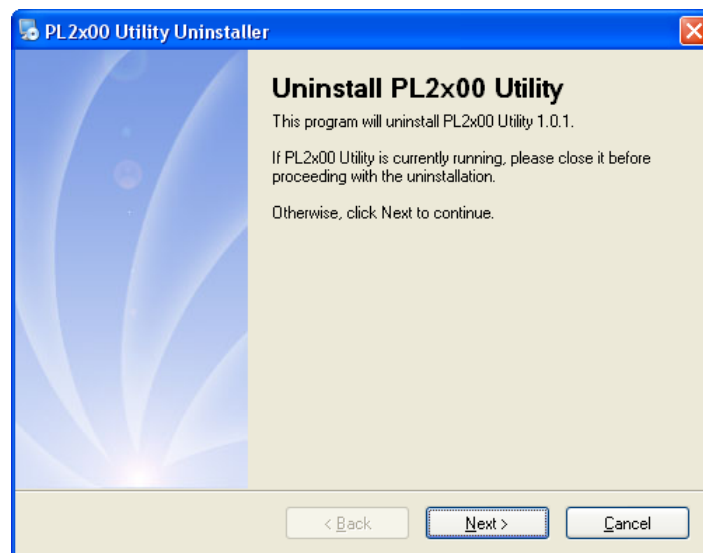 PL2x00 Utility Uninstaller
Uninstall PL2x00 Utility
This program will uninstall PL2x00 Utility 1.0.1.
If PL2x00 Utility is currently running, please close it before
proceeding with the uninstallation.
Otherwise, click Next to continue.
< Back
Next >
Cancel